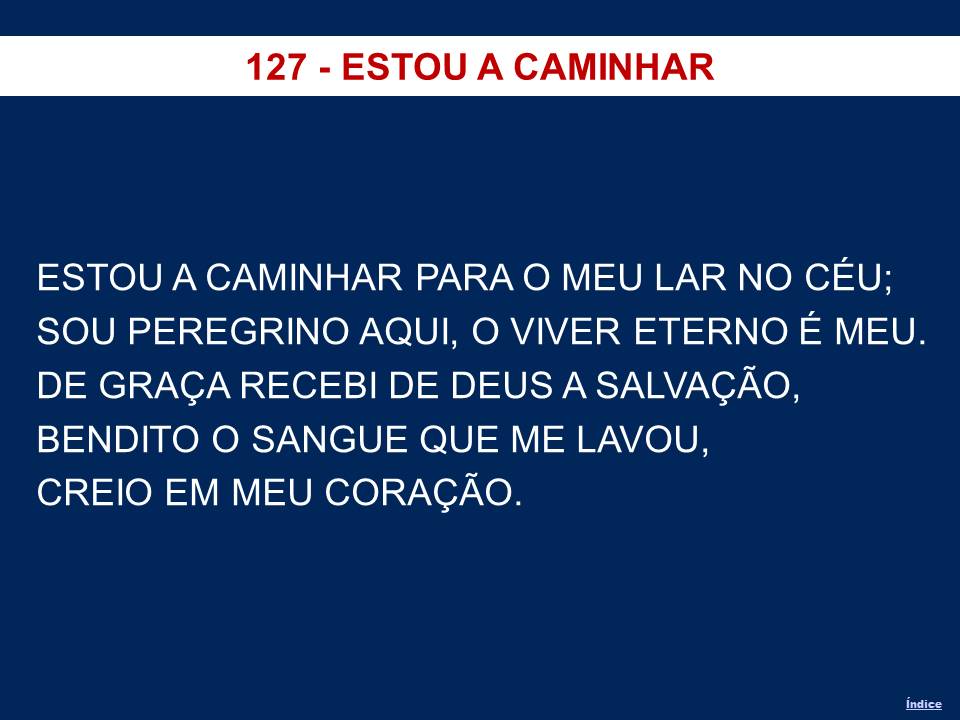 127 - ESTOU A CAMINHAR
ESTOU A CAMINHAR PARA O MEU LAR NO CÉU;
SOU PEREGRINO AQUI, O VIVER ETERNO É MEU.
DE GRAÇA RECEBI DE DEUS A SALVAÇÃO,
BENDITO O SANGUE QUE ME LAVOU,
CREIO EM MEU CORAÇÃO.
Índice